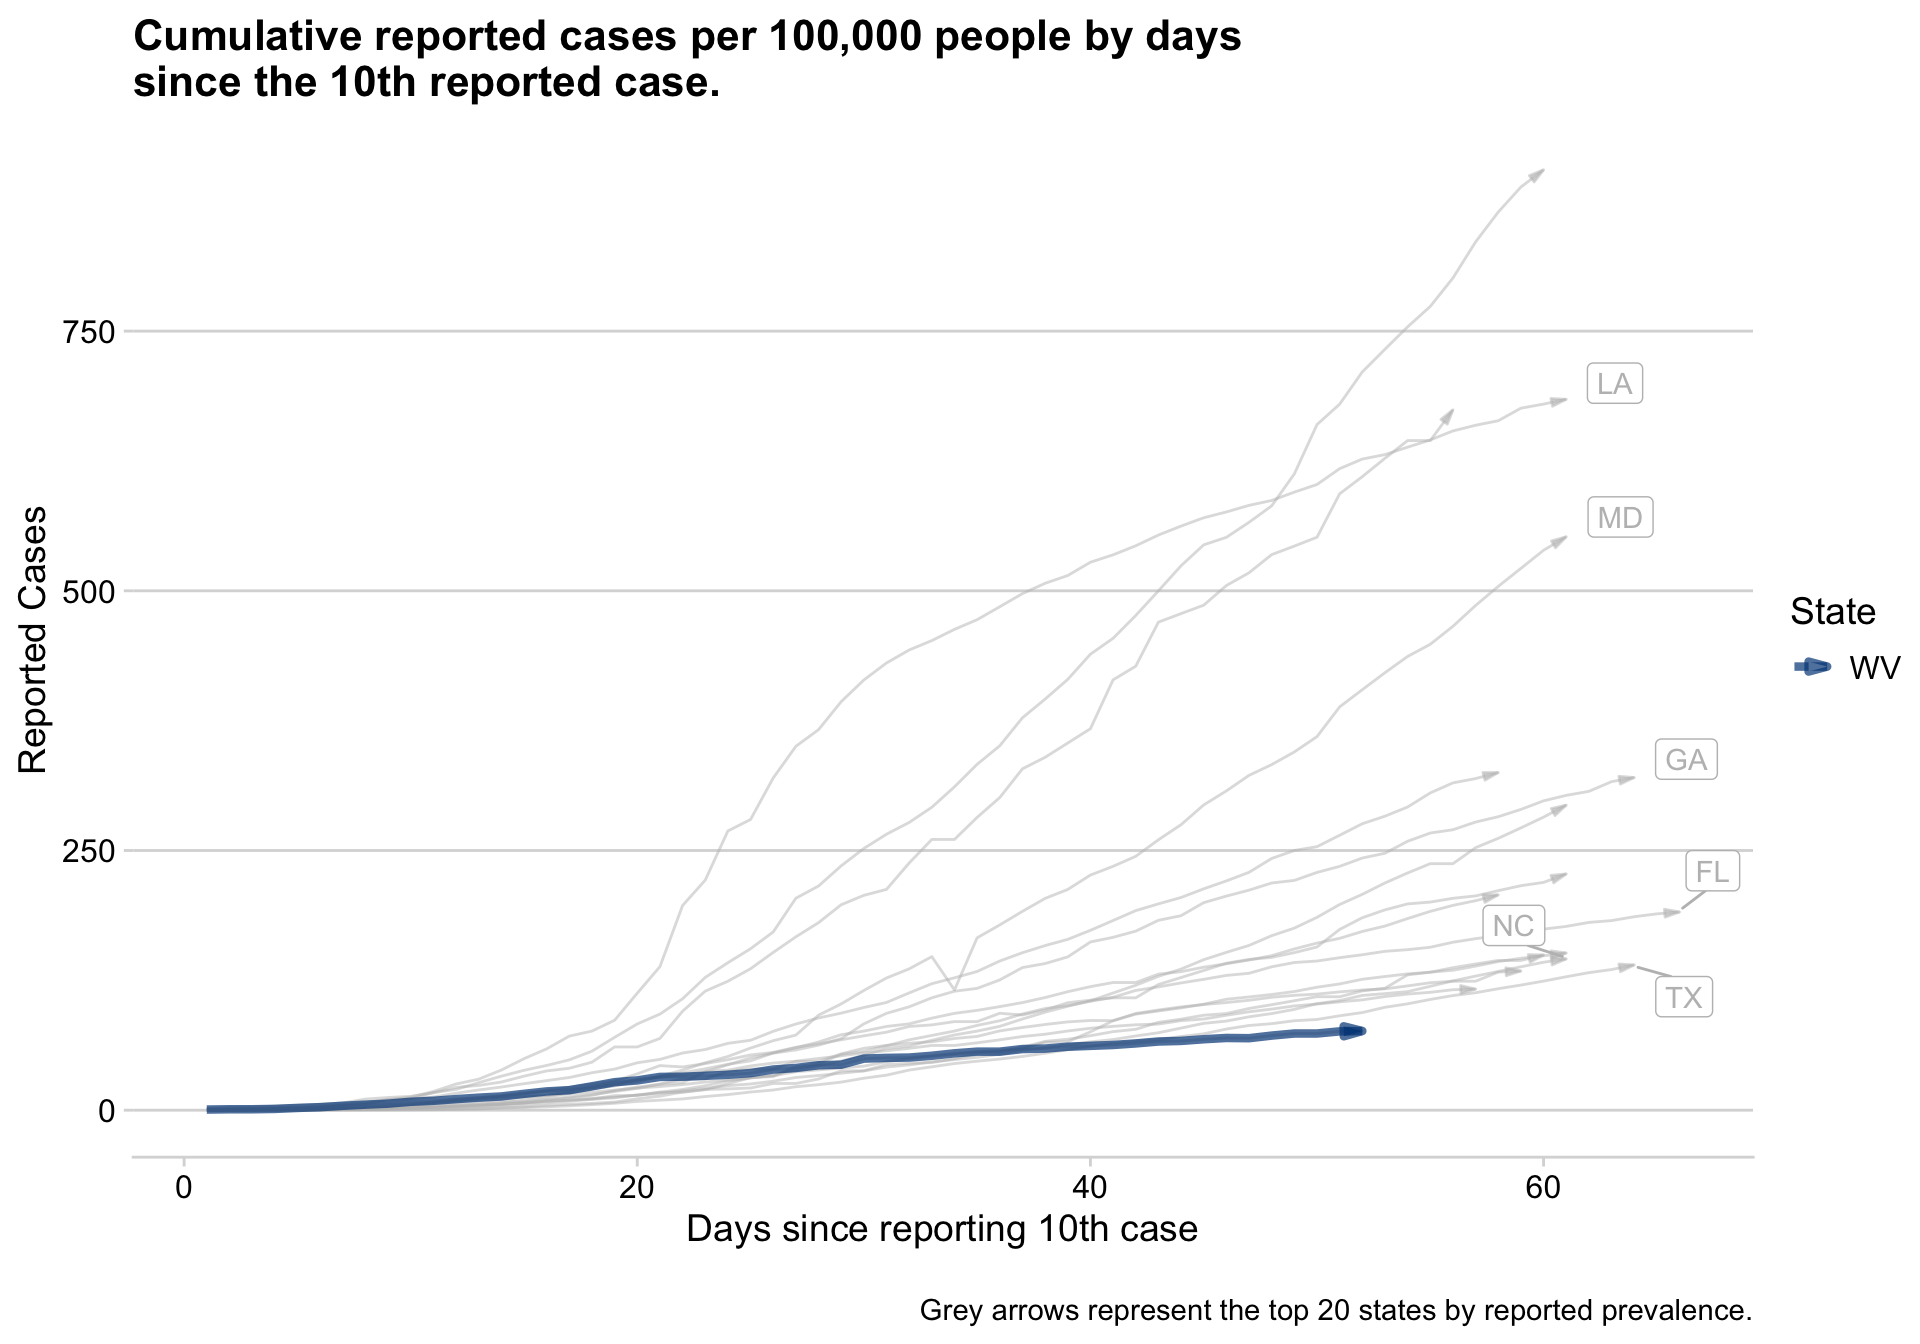 Cumulative reported cases per 100,000 people by days
since the 10th reported case.
Reported Cases
750
500
250
0
0
20
40
60
Days since reporting 10th case
LA
MD
GA
FL
NC
TX
State
WV
Grey arrows represent the top 20 states by reported prevalence.